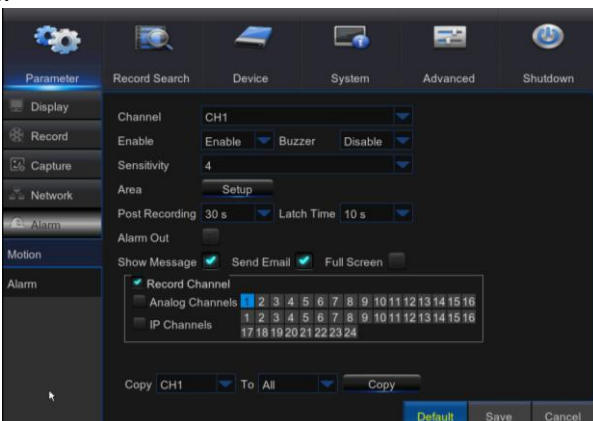 Parameter Record Search Device System Advanced Shutdown
Display
Record
Capture
Network
Alarm
Motion
Alarm
Channel CH1
Enable Enable Buzzer Disable
Sensitivity 4
Area Setup
Post Recording 30 s Latch Time 10 s
Alarm Out
Show Message Send Email Full Screen
Record Channel
Analog Channels 1 2 3 4 5 6 7 8 9 10 11 12 13 14 15 16
IP Channels 1 2 3 4 5 6 7 8 9 10 11 12 13 14 15 16
17 18 19 20 21 22 23 24
Copy CH1 To All Copy
Default Save Cancel